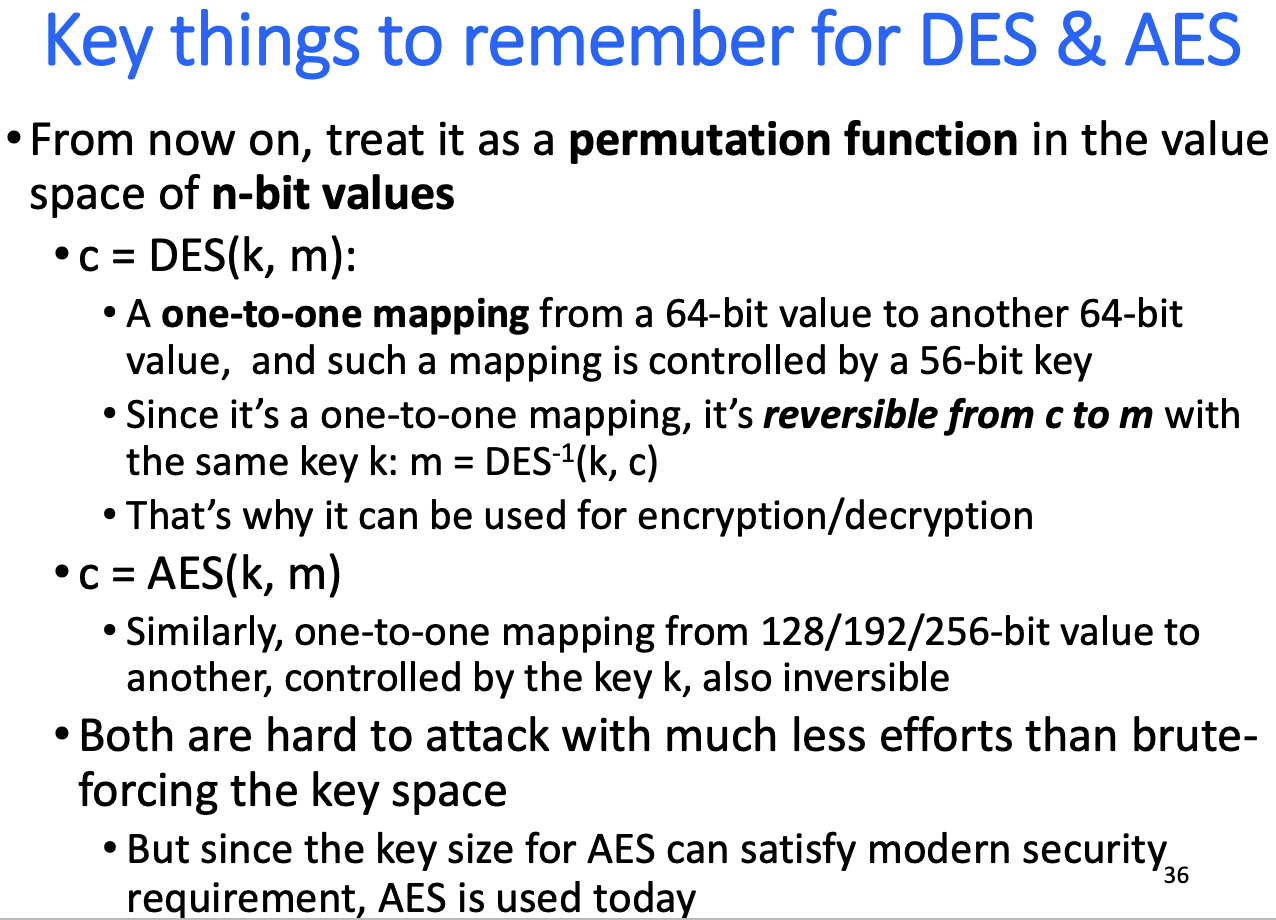 Key things to remember for DES & AES
•From now on, treat it as a permutation function in the value
space of n-bit values
•c = DES(k, m):
•A one-to-one mapping from a 64-bit value to another 64-bit
value,  and such a mapping is controlled by a 56-bit key
•Since it’s a one-to-one mapping, it’s reversible from c to m with
the same key k: m = DES⁻¹(k, c)
•That’s why it can be used for encryption/decryption
•c = AES(k, m)
•Similarly, one-to-one mapping from 128/192/256-bit value to
another, controlled by the key k, also inversible
•Both are hard to attack with much less efforts than brute-
forcing the key space
•But since the key size for AES can satisfy modern security
requirement, AES is used today
36